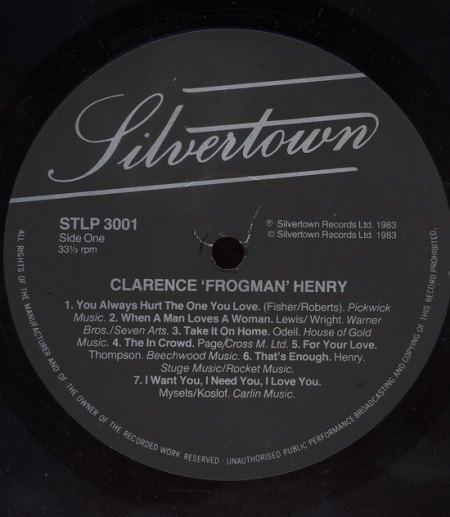 Silvertown
STLP 3001
Side One
33⅓ rpm
℗ Silvertown Records Ltd. 1983
© Silvertown Records Ltd. 1983
CLARENCE 'FROGMAN' HENRY
1. You Always Hurt The One You Love. (Fisher/Roberts). Pickwick
Music. 2. When A Man Loves A Woman. Lewis/ Wright. Warner
Bros./Seven Arts. 3. Take It On Home. Odell. House of Gold
Music. 4. The In Crowd. Page/Cross M. Ltd. 5. For Your Love.
Thompson. Beechwood Music. 6. That's Enough. Henry.
Stuge Music/Rocket Music.
7. I Want You, I Need You, I Love You.
Mysels/Koslof. Carlin Music.
ALL RIGHTS OF THE MANUFACTURER AND OF THE OWNER OF THE RECORDED WORK RESERVED - UNAUTHORISED PUBLIC PERFORMANCE BROADCASTING AND COPYING OF THIS RECORD PROHIBITED.